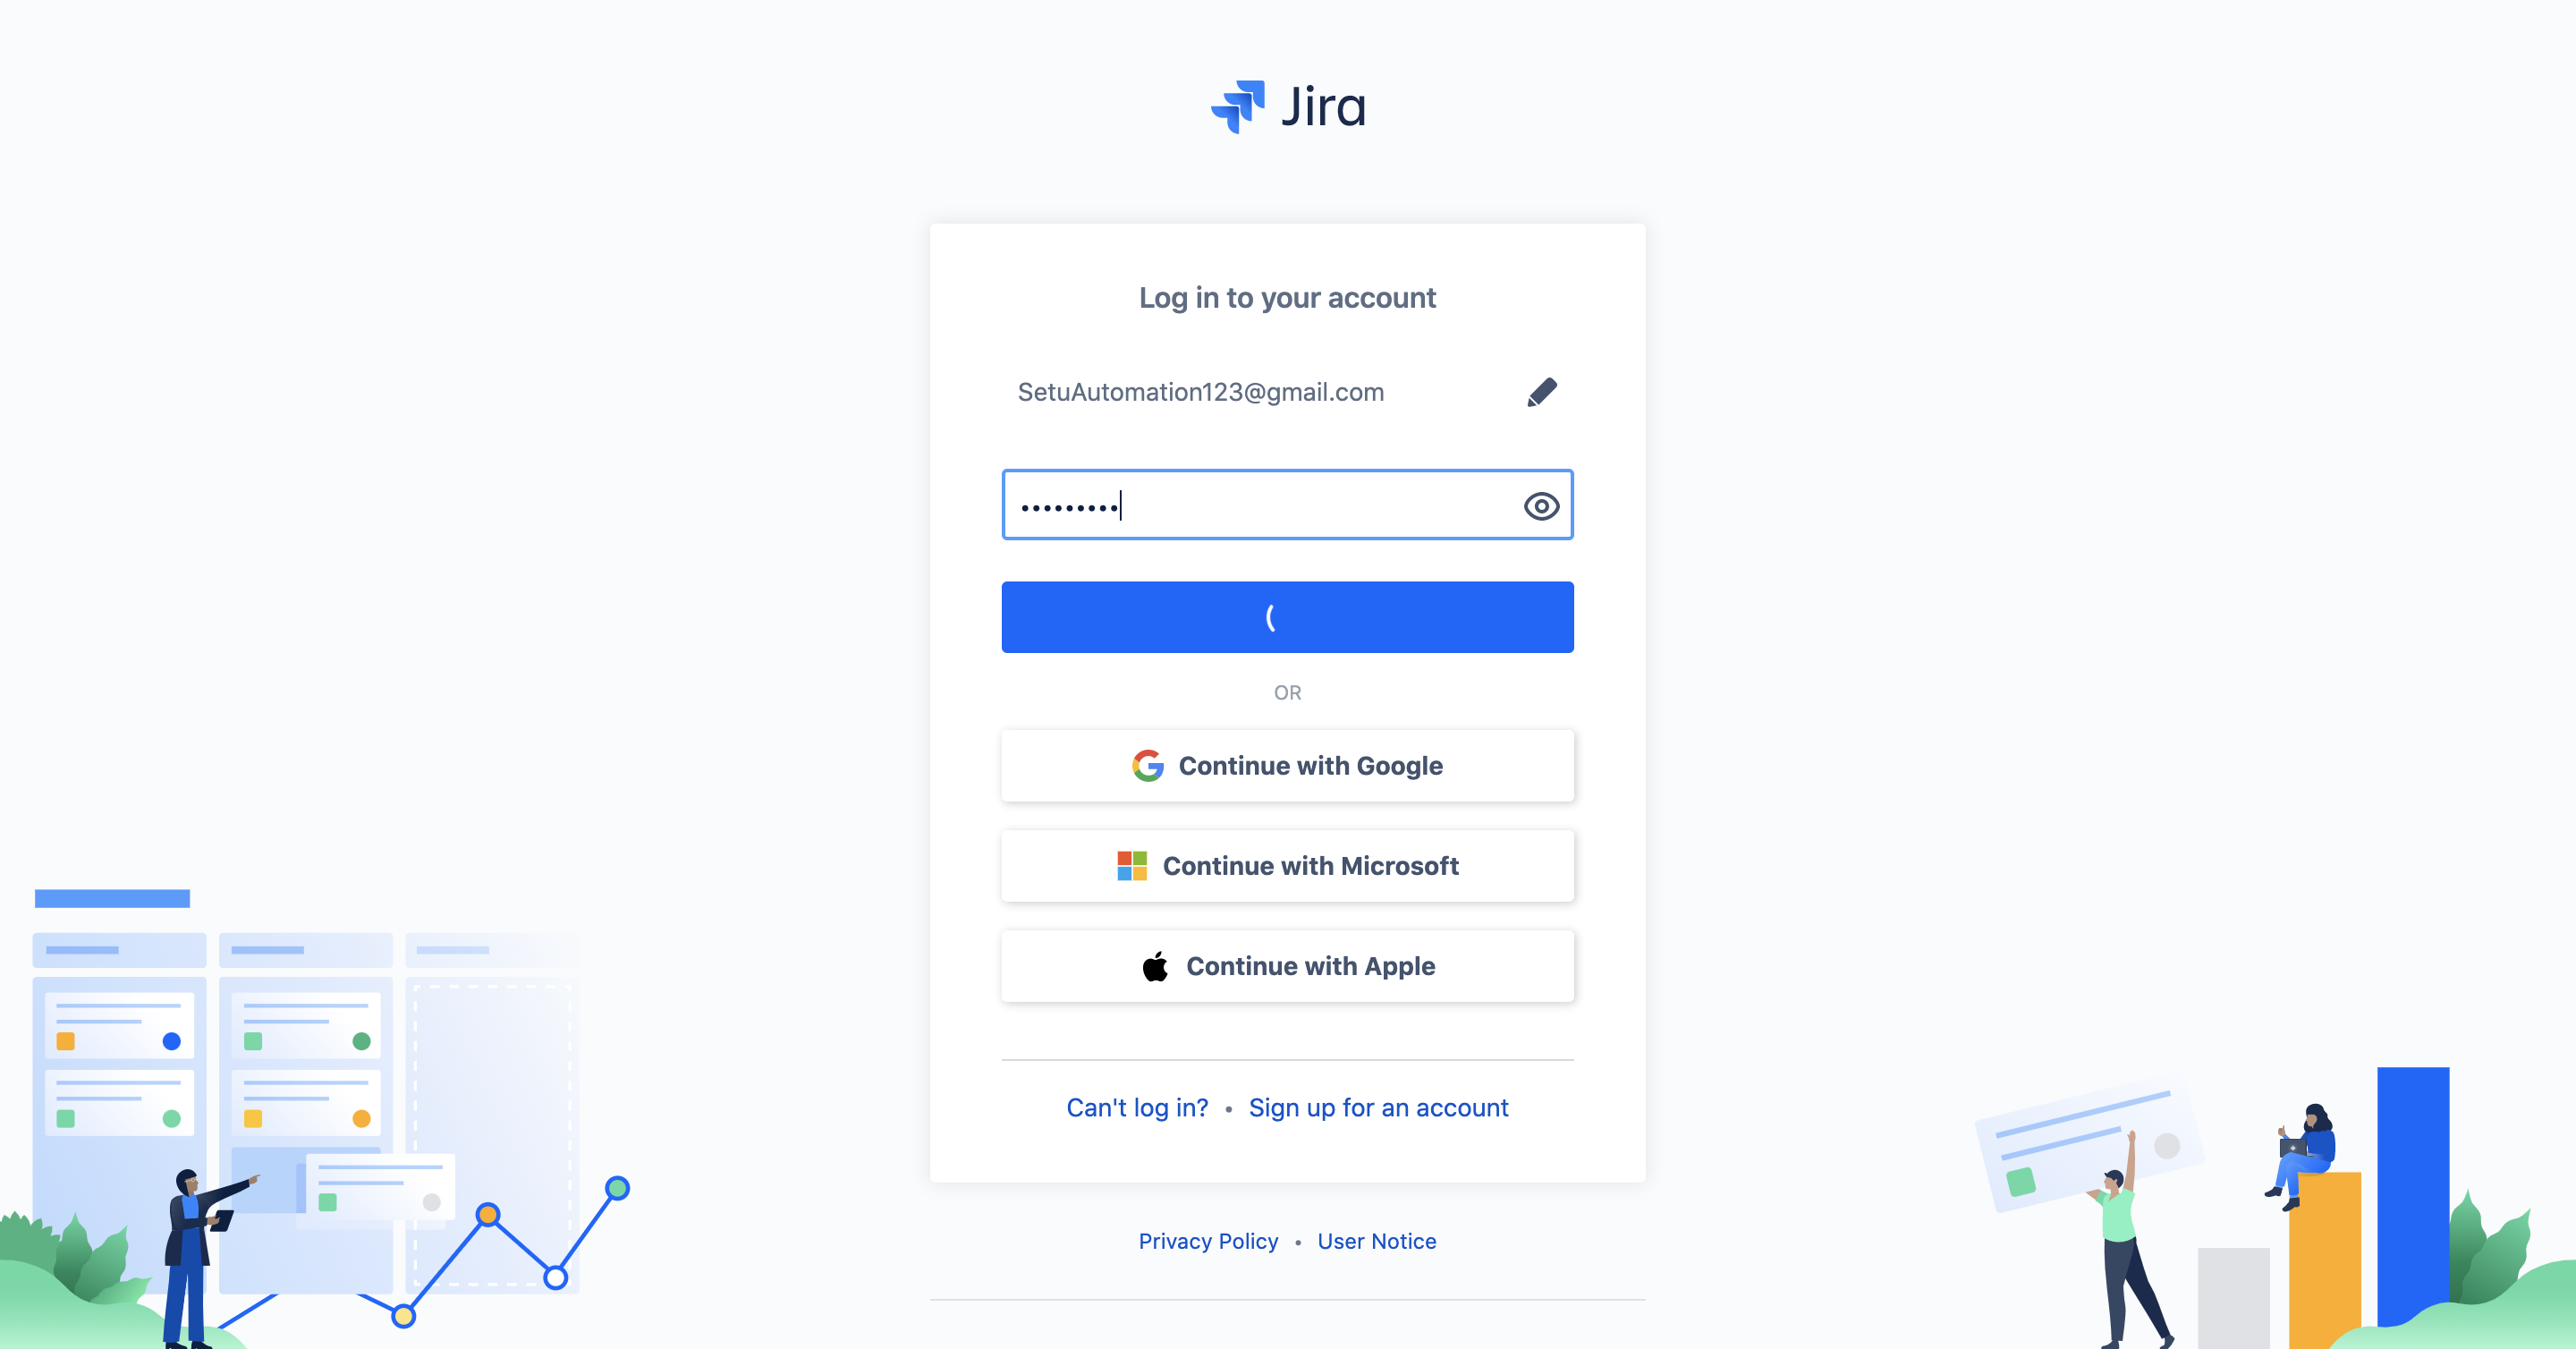 Jira
Log in to your account
SetuAutomation123@gmail.com
•••••••••
OR
Continue with Google
Continue with Microsoft
Continue with Apple
Can't log in? • Sign up for an account
Privacy Policy • User Notice